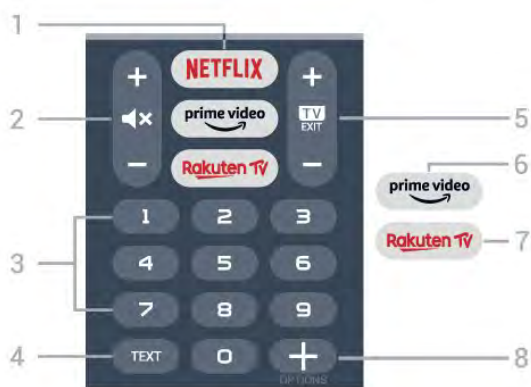 1
+ NETFLIX +
2 prime video TV EXIT 5
- Rakuten TV - prime video 6
1 2 3 Rakuten TV 7
3 4 5 6
7 8 9
4 TEXT 0 + 8
OPTIONS